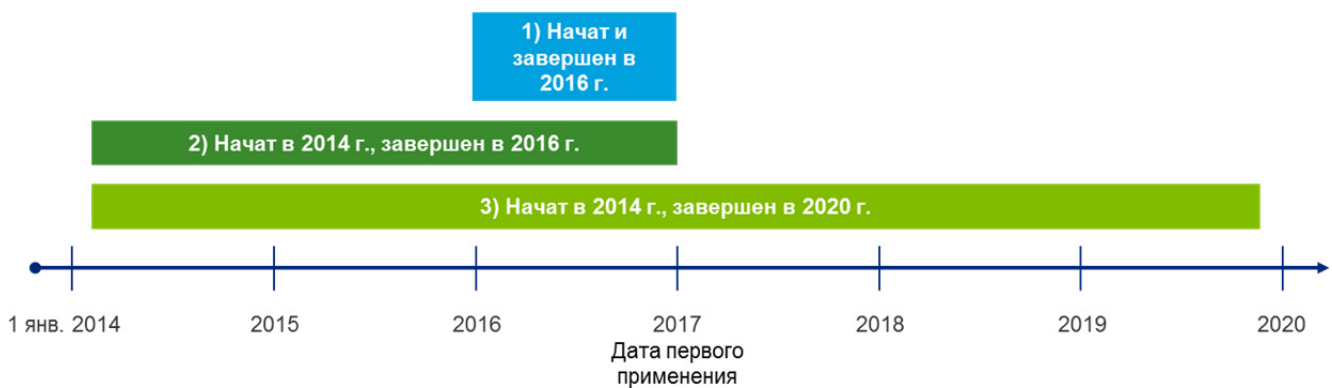 1) Начат и
завершен в
2016 г.
2) Начат в 2014 г., завершен в 2016 г.
3) Начат в 2014 г., завершен в 2020 г.
1 янв. 2014 2015 2016 2017 2018 2019 2020
Дата первого
применения